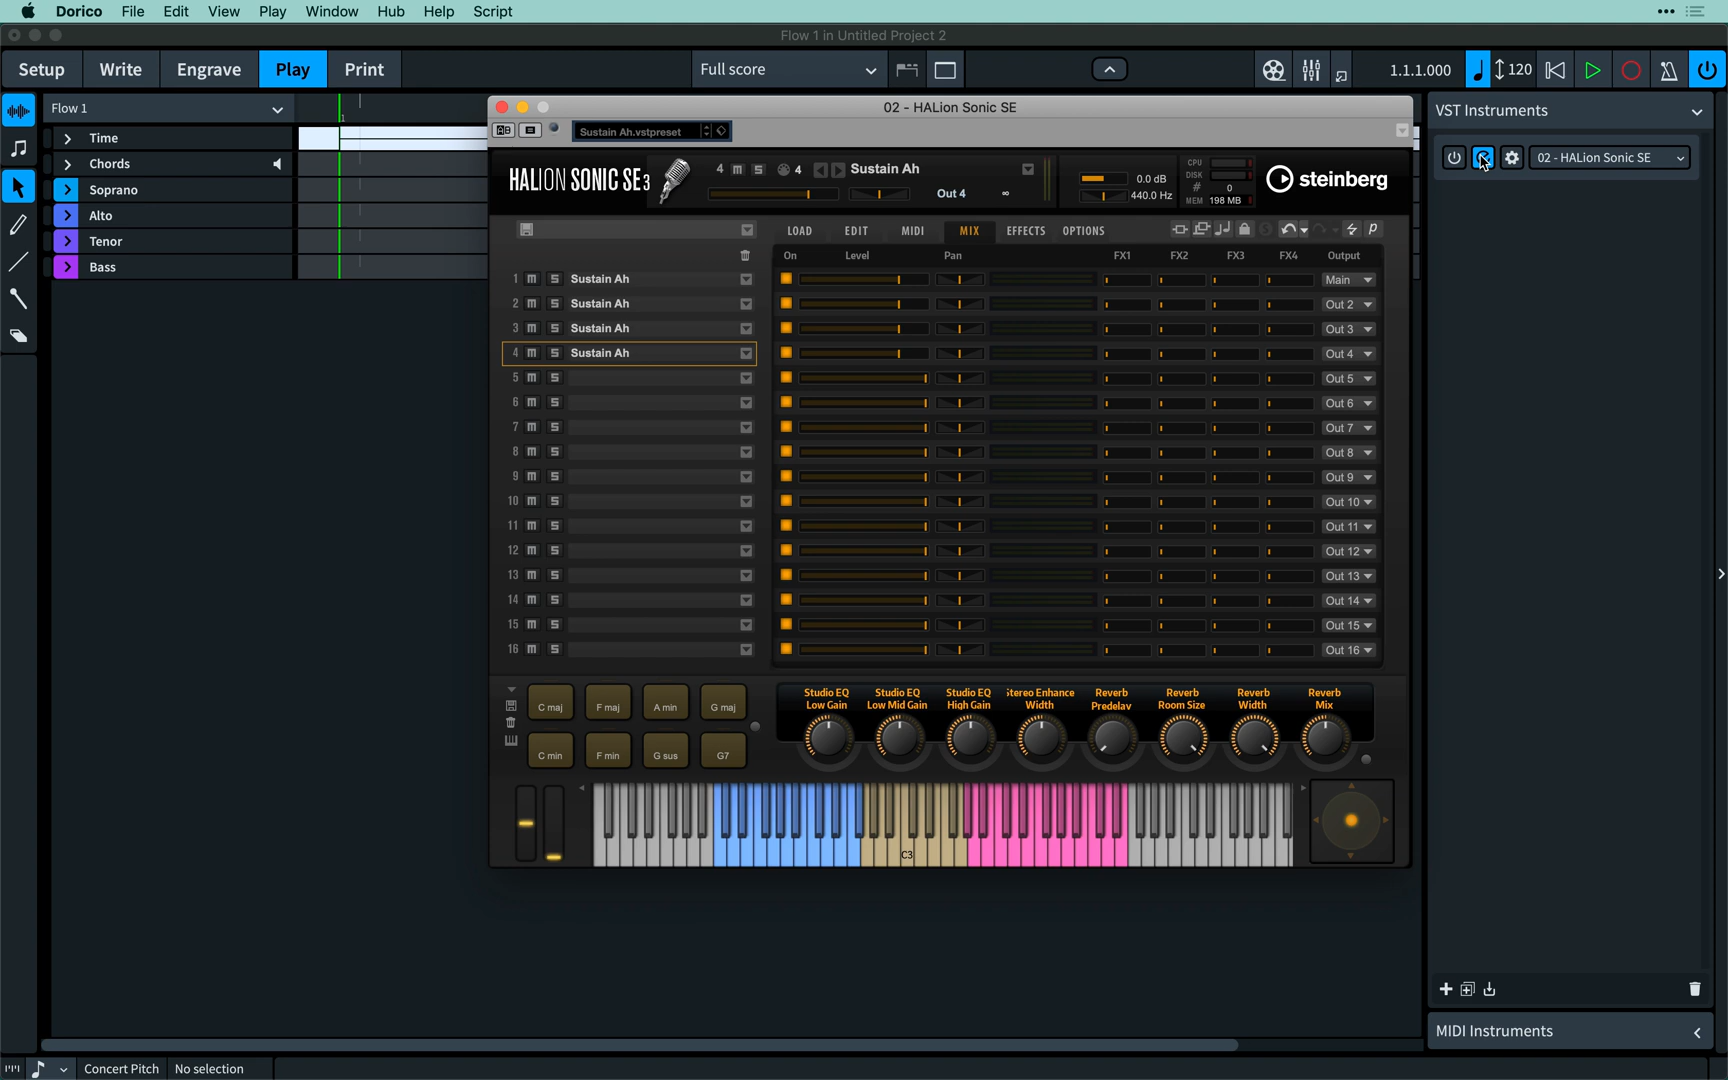 Dorico File Edit View Play Window Hub Help Script
Flow 1 in Untitled Project 2
Setup Write Engrave Play Print Full score 1.1.1.000 120
Flow 1
1
Time
Chords
Soprano
Alto
Tenor
Bass
02 - HALion Sonic SE
Sustain Ah.vstpreset
HALION SONIC SE 3
4 m S 4 Sustain Ah
Out 4 ∞
0.0 dB
440.0 Hz
CPU
DISK
# 0
MEM 198 MB
steinberg
LOAD EDIT MIDI MIX EFFECTS OPTIONS
On Level Pan FX1 FX2 FX3 FX4 Output
1 m S Sustain Ah Main
2 m S Sustain Ah Out 2
3 m S Sustain Ah Out 3
4 m S Sustain Ah Out 4
5 m S Out 5
6 m S Out 6
7 m S Out 7
8 m S Out 8
9 m S Out 9
10 m S Out 10
11 m S Out 11
12 m S Out 12
13 m S Out 13
14 m S Out 14
15 m S Out 15
16 m S Out 16
C maj F maj A min G maj
C min F min G sus G7
Studio EQ Studio EQ Studio EQ Stereo Enhance Reverb Reverb Reverb Reverb
Low Gain Low Mid Gain High Gain Width Predelay Room Size Width Mix
C3
VST Instruments
02 - HALion Sonic SE
MIDI Instruments
Concert Pitch No selection